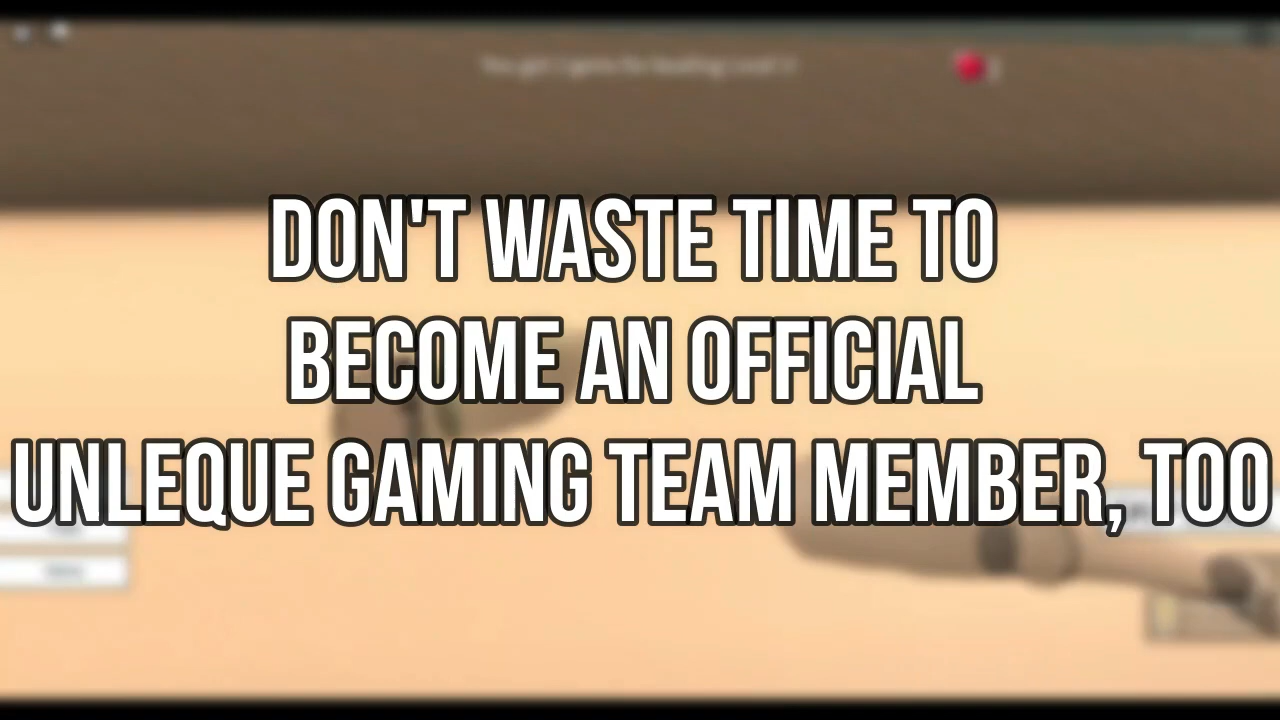 DON'T WASTE TIME TO
BECOME AN OFFICIAL
UNLEQUE GAMING TEAM MEMBER, TOO